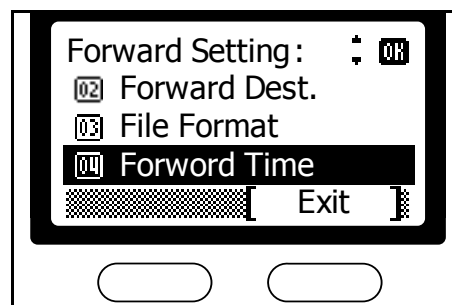 Forward Setting: OK
02 Forward Dest.
03 File Format
04 Forword Time
[ Exit ]